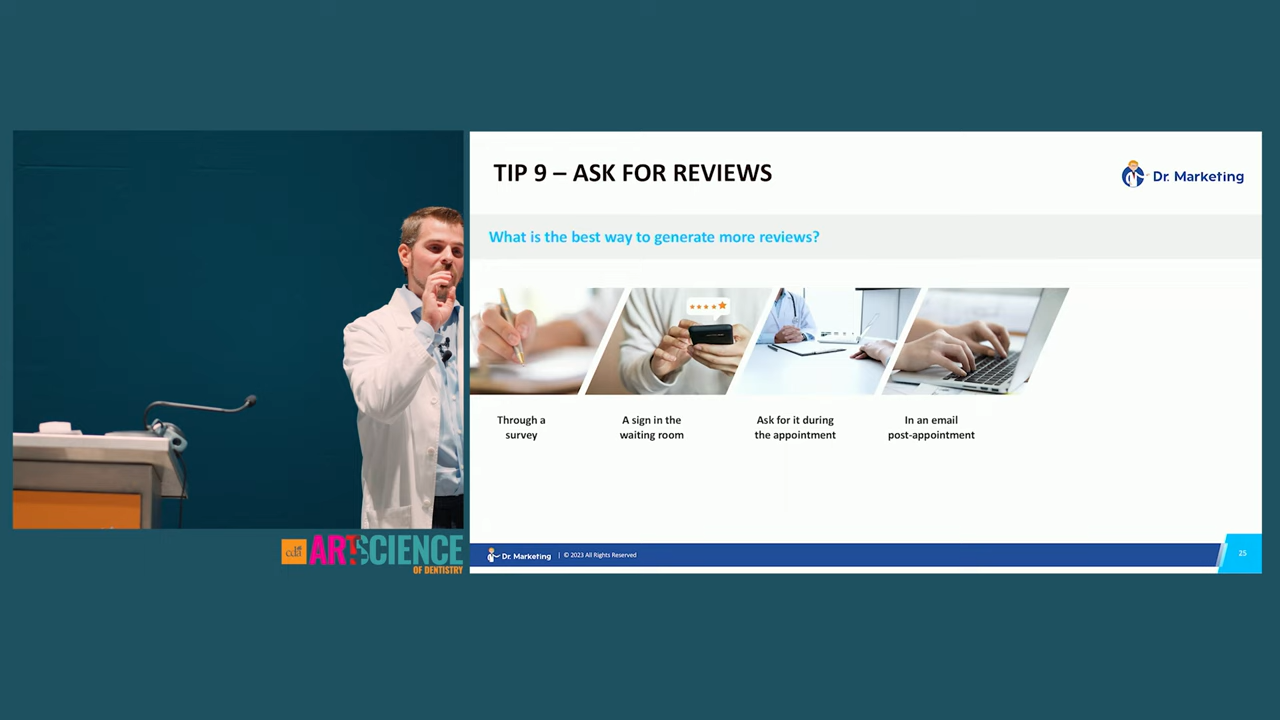 TIP 9 – ASK FOR REVIEWS
Dr. Marketing
What is the best way to generate more reviews?
Through a
survey
A sign in the
waiting room
Ask for it during
the appointment
In an email
post-appointment
cda
ART & SCIENCE
OF DENTISTRY
Dr. Marketing | © 2023 All Rights Reserved
25